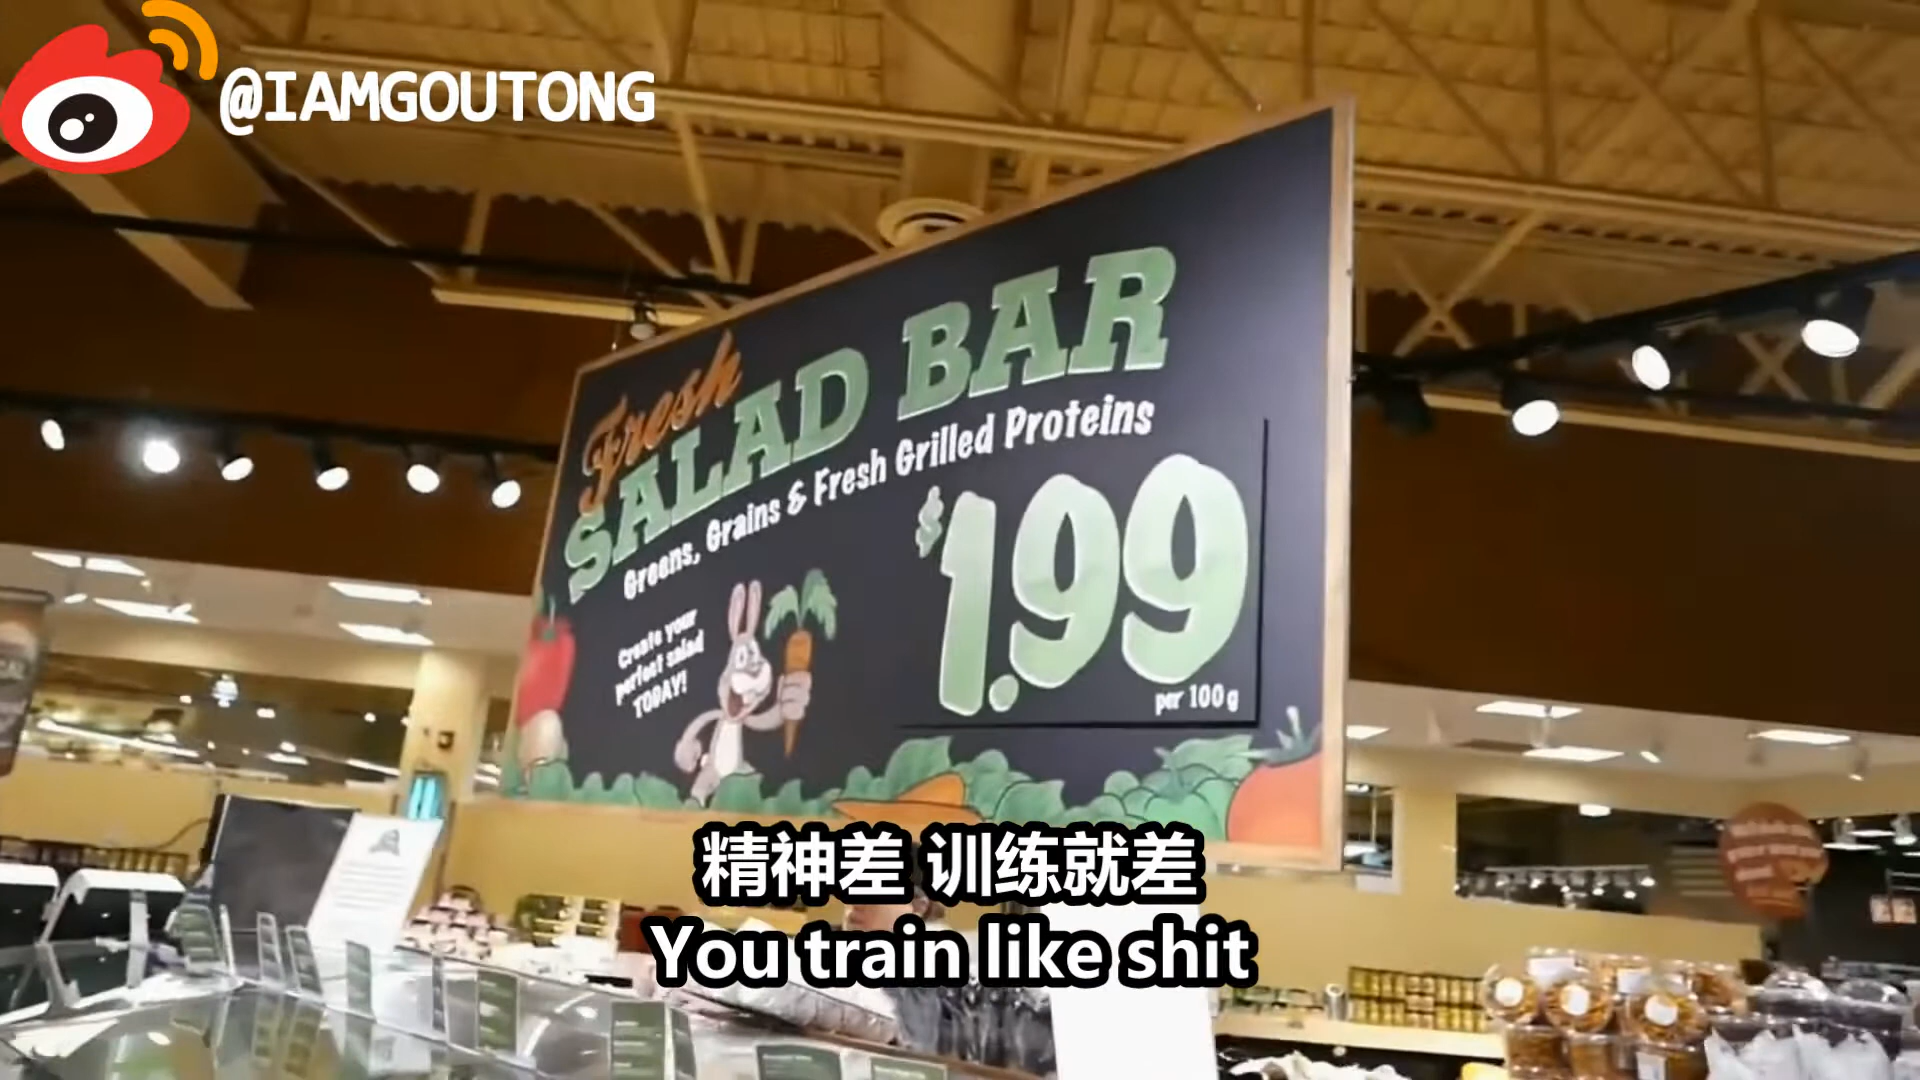 @IAMGOUTONG
Fresh
SALAD BAR
Greens, Grains & Fresh Grilled Proteins
$1.99
per 100 g
Create your
perfect salad
TODAY!
精神差 训练就差
You train like shit